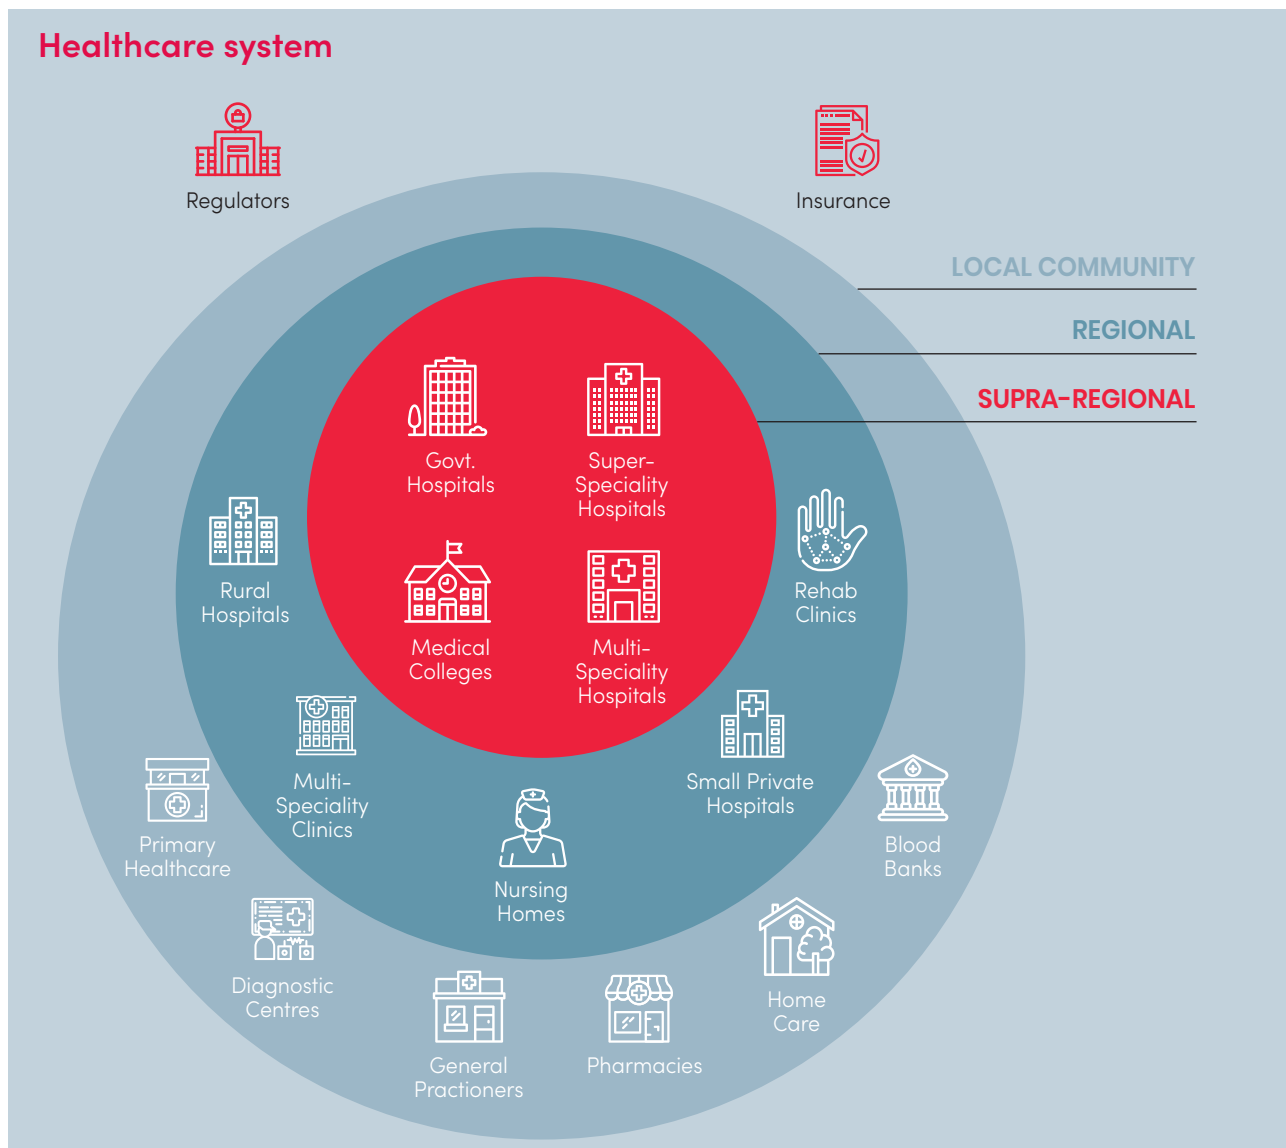 Healthcare system
Regulators
Insurance
LOCAL COMMUNITY
REGIONAL
SUPRA-REGIONAL
Govt.
Hospitals
Super-
Speciality
Hospitals
Medical
Colleges
Multi-
Speciality
Hospitals
Rural
Hospitals
Rehab
Clinics
Multi-
Speciality
Clinics
Nursing
Homes
Small Private
Hospitals
Primary
Healthcare
Diagnostic
Centres
General
Practioners
Pharmacies
Home
Care
Blood
Banks